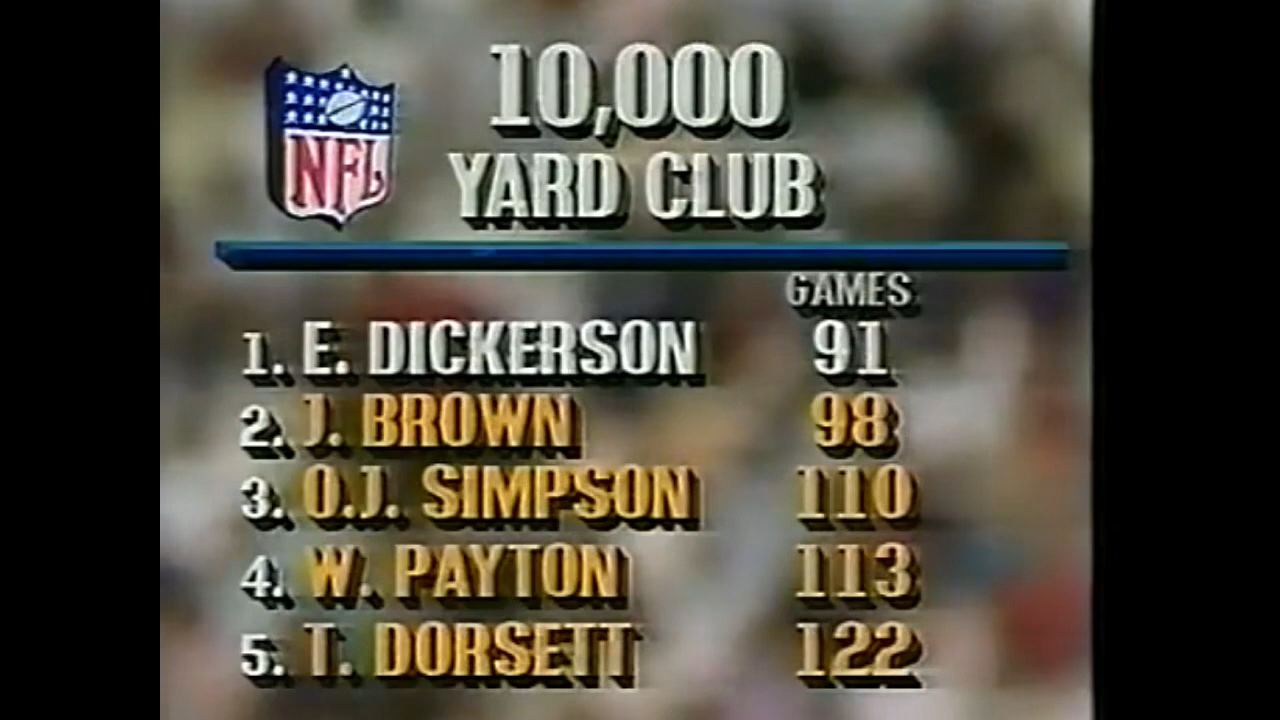 10,000
YARD CLUB
NFL
GAMES
1. E. DICKERSON 91
2. J. BROWN 98
3. O.J. SIMPSON 110
4. W. PAYTON 113
5. T. DORSETT 122